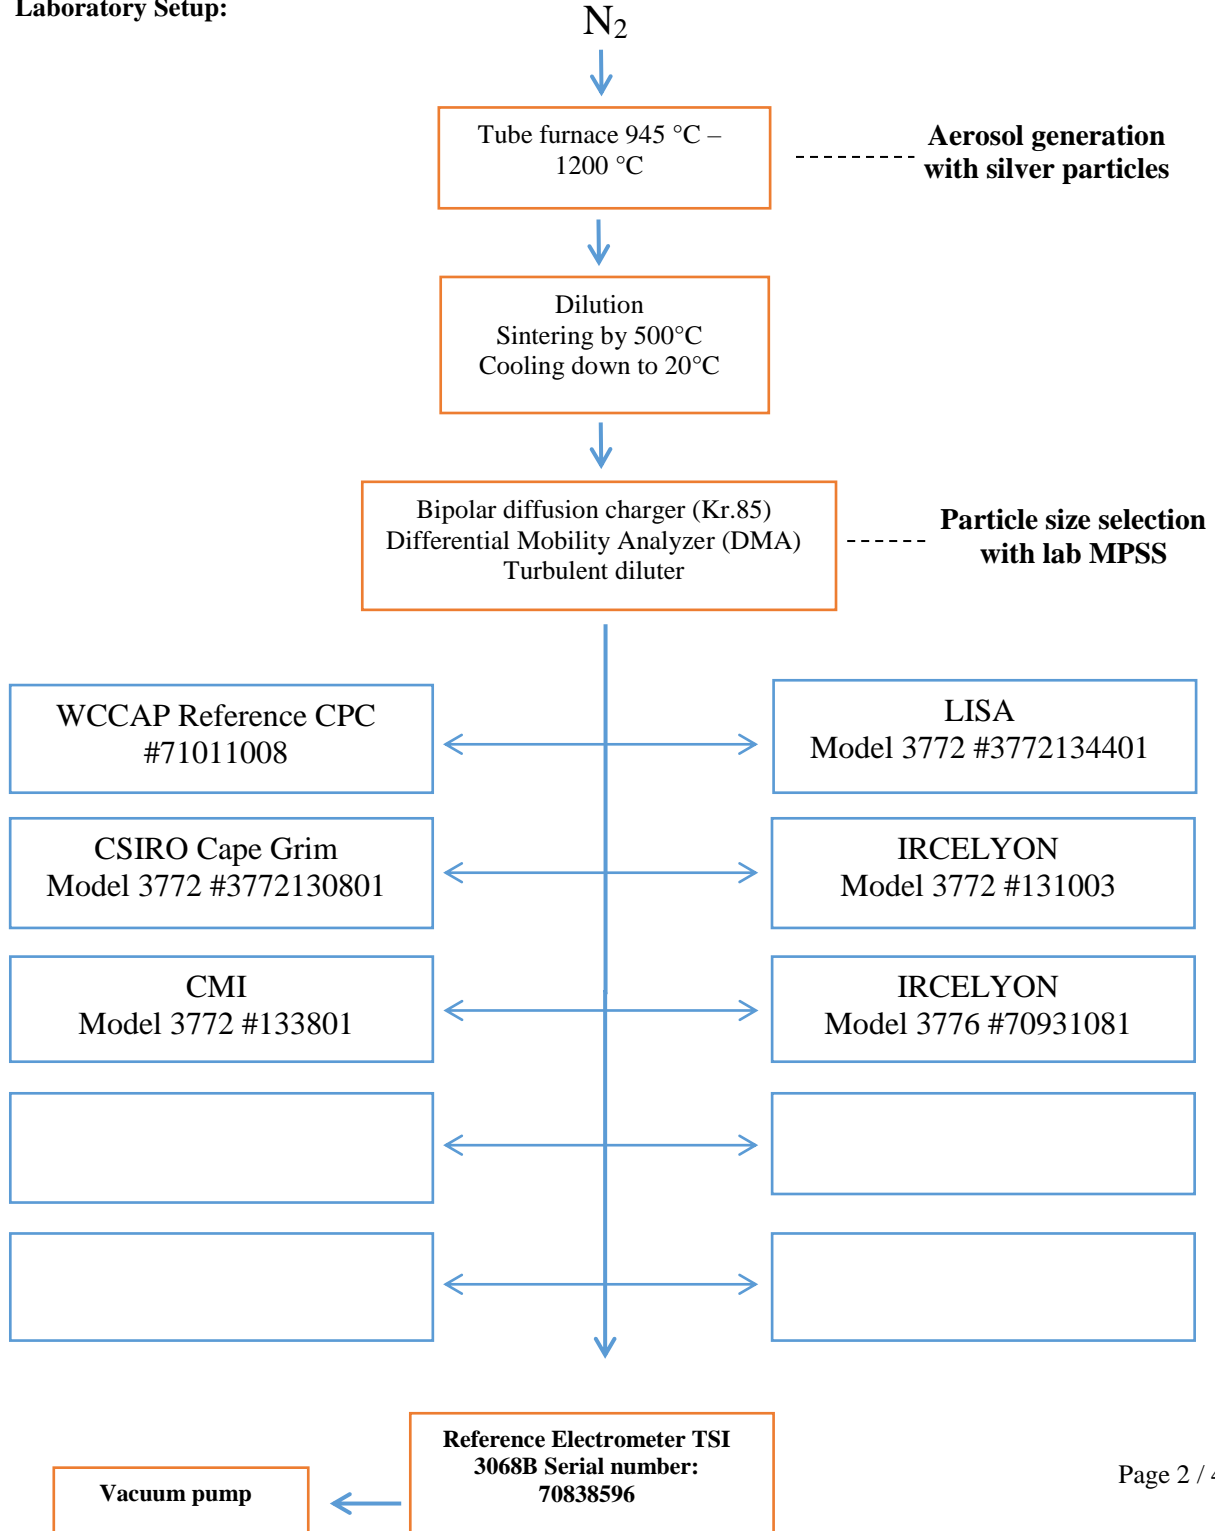 Laboratory Setup:
N₂
Tube furnace 945 °C –
1200 °C
Aerosol generation
with silver particles
Dilution
Sintering by 500°C
Cooling down to 20°C
Bipolar diffusion charger (Kr.85)
Differential Mobility Analyzer (DMA)
Turbulent diluter
Particle size selection
with lab MPSS
WCCAP Reference CPC
#71011008
LISA
Model 3772 #3772134401
CSIRO Cape Grim
Model 3772 #3772130801
IRCELYON
Model 3772 #131003
CMI
Model 3772 #133801
IRCELYON
Model 3776 #70931081
Reference Electrometer TSI
3068B Serial number:
70838596
Vacuum pump
Page 2 / 4